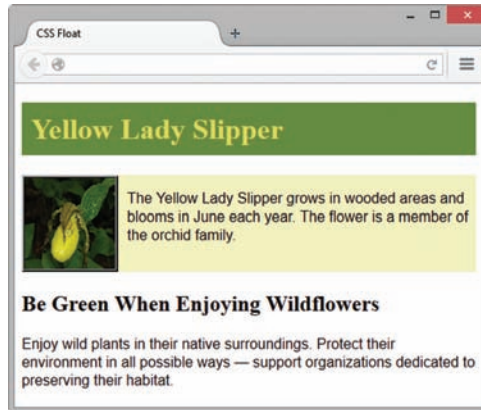 CSS Float
Yellow Lady Slipper
The Yellow Lady Slipper grows in wooded areas and
blooms in June each year. The flower is a member of
the orchid family.
Be Green When Enjoying Wildflowers
Enjoy wild plants in their native surroundings. Protect their
environment in all possible ways — support organizations dedicated to
preserving their habitat.